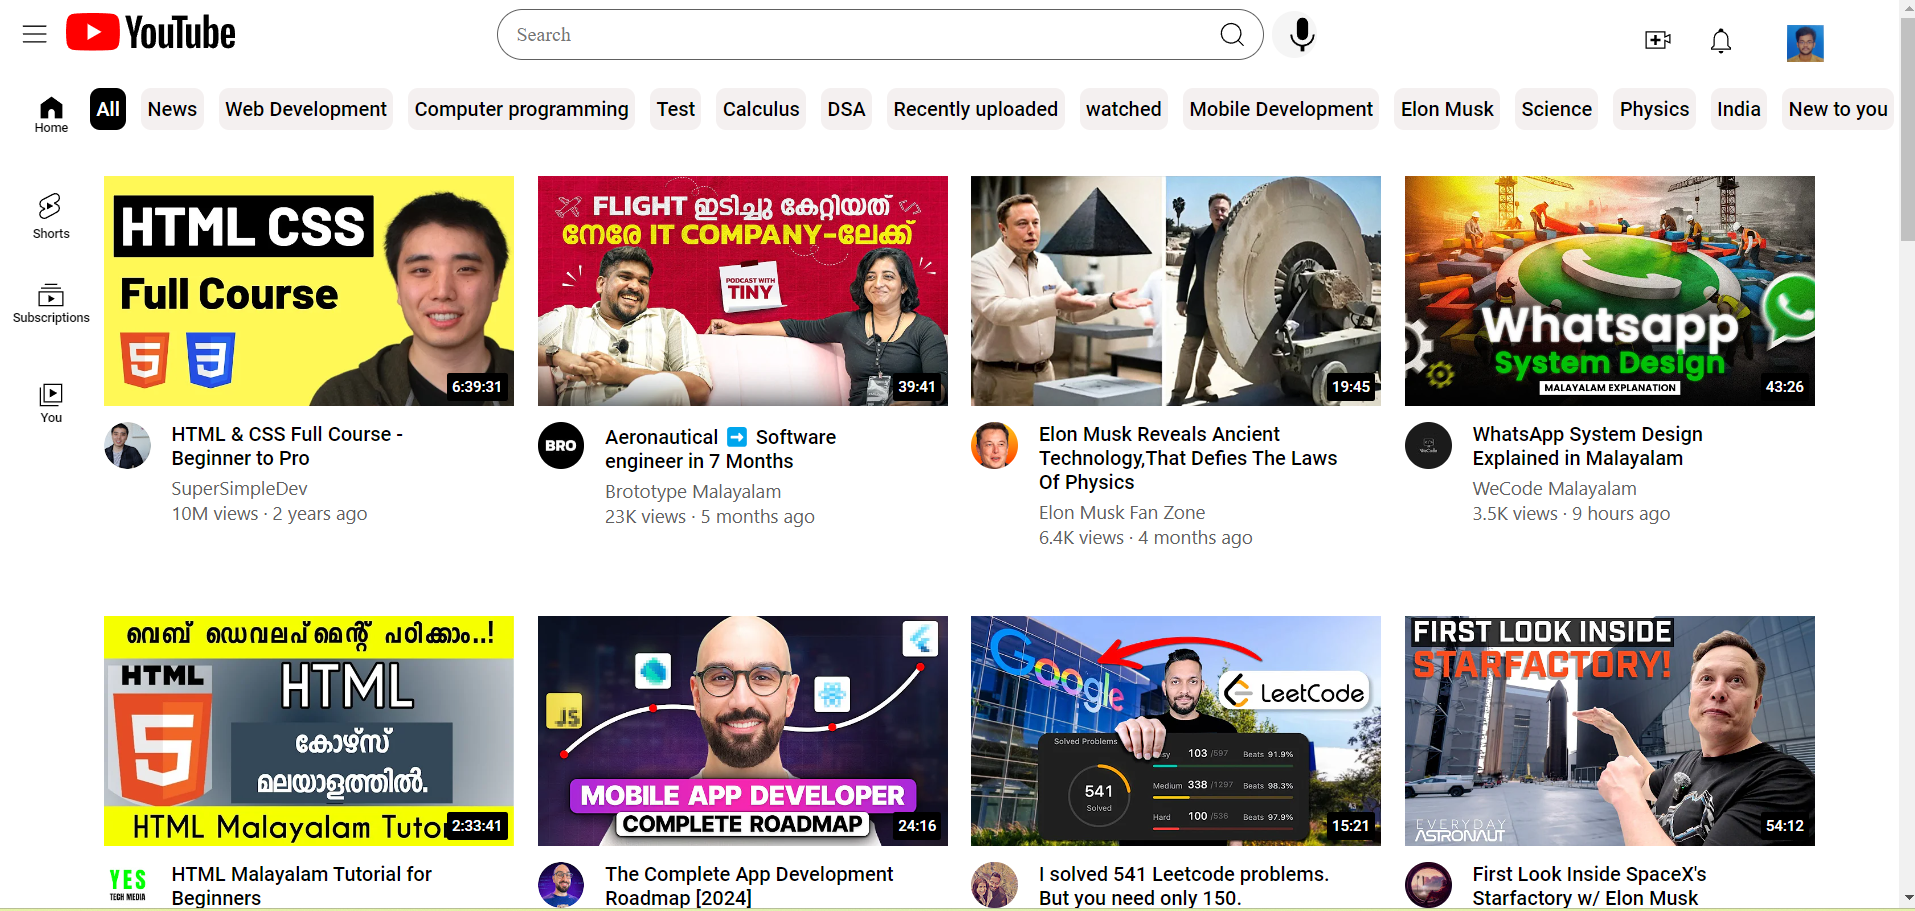 YouTube
Search
Home
All
News
Web Development
Computer programming
Test
Calculus
DSA
Recently uploaded
watched
Mobile Development
Elon Musk
Science
Physics
India
New to you
Shorts
Subscriptions
You
HTML CSS
Full Course
5
3
6:39:31
HTML & CSS Full Course -
Beginner to Pro
SuperSimpleDev
10M views · 2 years ago
FLIGHT ഇടിച്ചു കേറ്റിയത്
നേരേ IT COMPANY-ലേക്ക്
PODCAST WITH
TINY
39:41
BRO
Aeronautical ➡️ Software
engineer in 7 Months
Brototype Malayalam
23K views · 5 months ago
19:45
Elon Musk Reveals Ancient
Technology,That Defies The Laws
Of Physics
Elon Musk Fan Zone
6.4K views · 4 months ago
Whatsapp
System Design
MALAYALAM EXPLANATION
43:26
WeCode
WhatsApp System Design
Explained in Malayalam
WeCode Malayalam
3.5K views · 9 hours ago
വെബ് ഡെവലപ്മെന്റ് പഠിക്കാം..!
HTML
5
HTML
കോഴ്സ്
മലയാളത്തിൽ.
HTML Malayalam Tutor
2:33:41
YES
TECH MEDIA
HTML Malayalam Tutorial for
Beginners
JS
MOBILE APP DEVELOPER
COMPLETE ROADMAP
24:16
The Complete App Development
Roadmap [2024]
Google
LeetCode
Solved Problems
541
Solved
sy 103 /597 Beats 91.9%
Medium 338 /1297 Beats 98.3%
Hard 100 /536 Beats 97.9%
15:21
I solved 541 Leetcode problems.
But you need only 150.
FIRST LOOK INSIDE
STARFACTORY!
EVERYDAY
ASTRONAUT
54:12
First Look Inside SpaceX's
Starfactory w/ Elon Musk